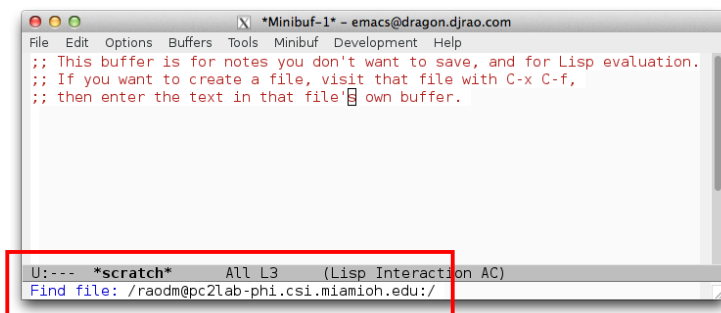 *Minibuf-1* – emacs@dragon.djrao.com
File Edit Options Buffers Tools Minibuf Development Help
;; This buffer is for notes you don't want to save, and for Lisp evaluation.
;; If you want to create a file, visit that file with C-x C-f,
;; then enter the text in that file's own buffer.
U:--- *scratch* All L3 (Lisp Interaction AC)
Find file: /raodm@pc2lab-phi.csi.miamioh.edu:/